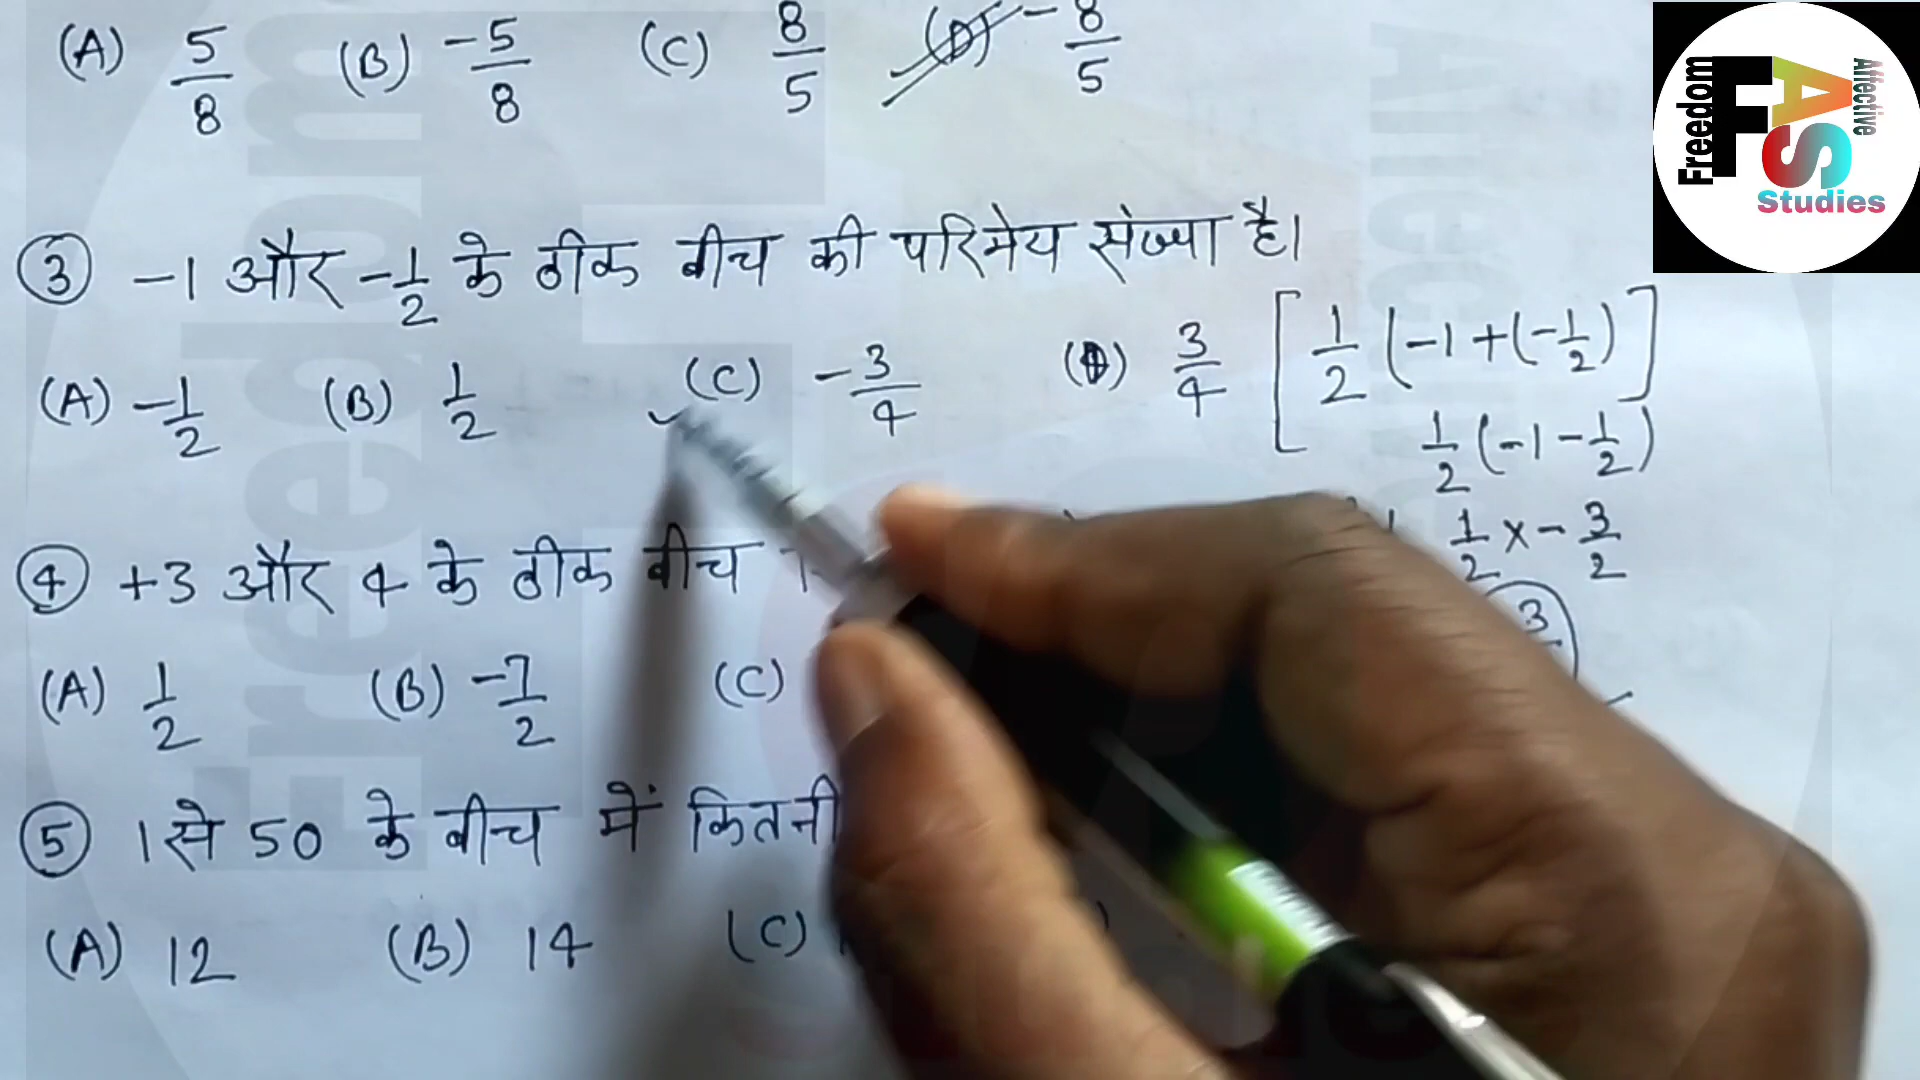 (A) 5/8 (B) -5/8 (C) 8/5 (D) -8/5
③ -1 और -1/2 के ठीक बीच की परिमेय संख्या है।
(A) -1/2 (B) 1/2 (C) -3/4 (D) 3/4 [1/2 (-1+(-1/2)]
1/2 (-1-1/2)
1/2 x -3/2
3
④ +3 और 4 के ठीक बीच
(A) 1/2 (B) -7/2 (C)
⑤ 1 से 50 के बीच में कितनी
(A) 12 (B) 14 (C)
Freedom
Affective
FAS
Studies